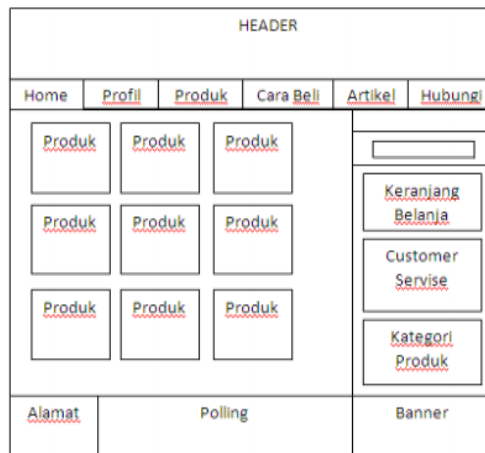 HEADER
Home Profil Produk Cara Beli Artikel Hubungi
Produk Produk Produk
Produk Produk Produk
Produk Produk Produk
Keranjang
Belanja
Customer
Servise
Kategori
Produk
Alamat Polling Banner